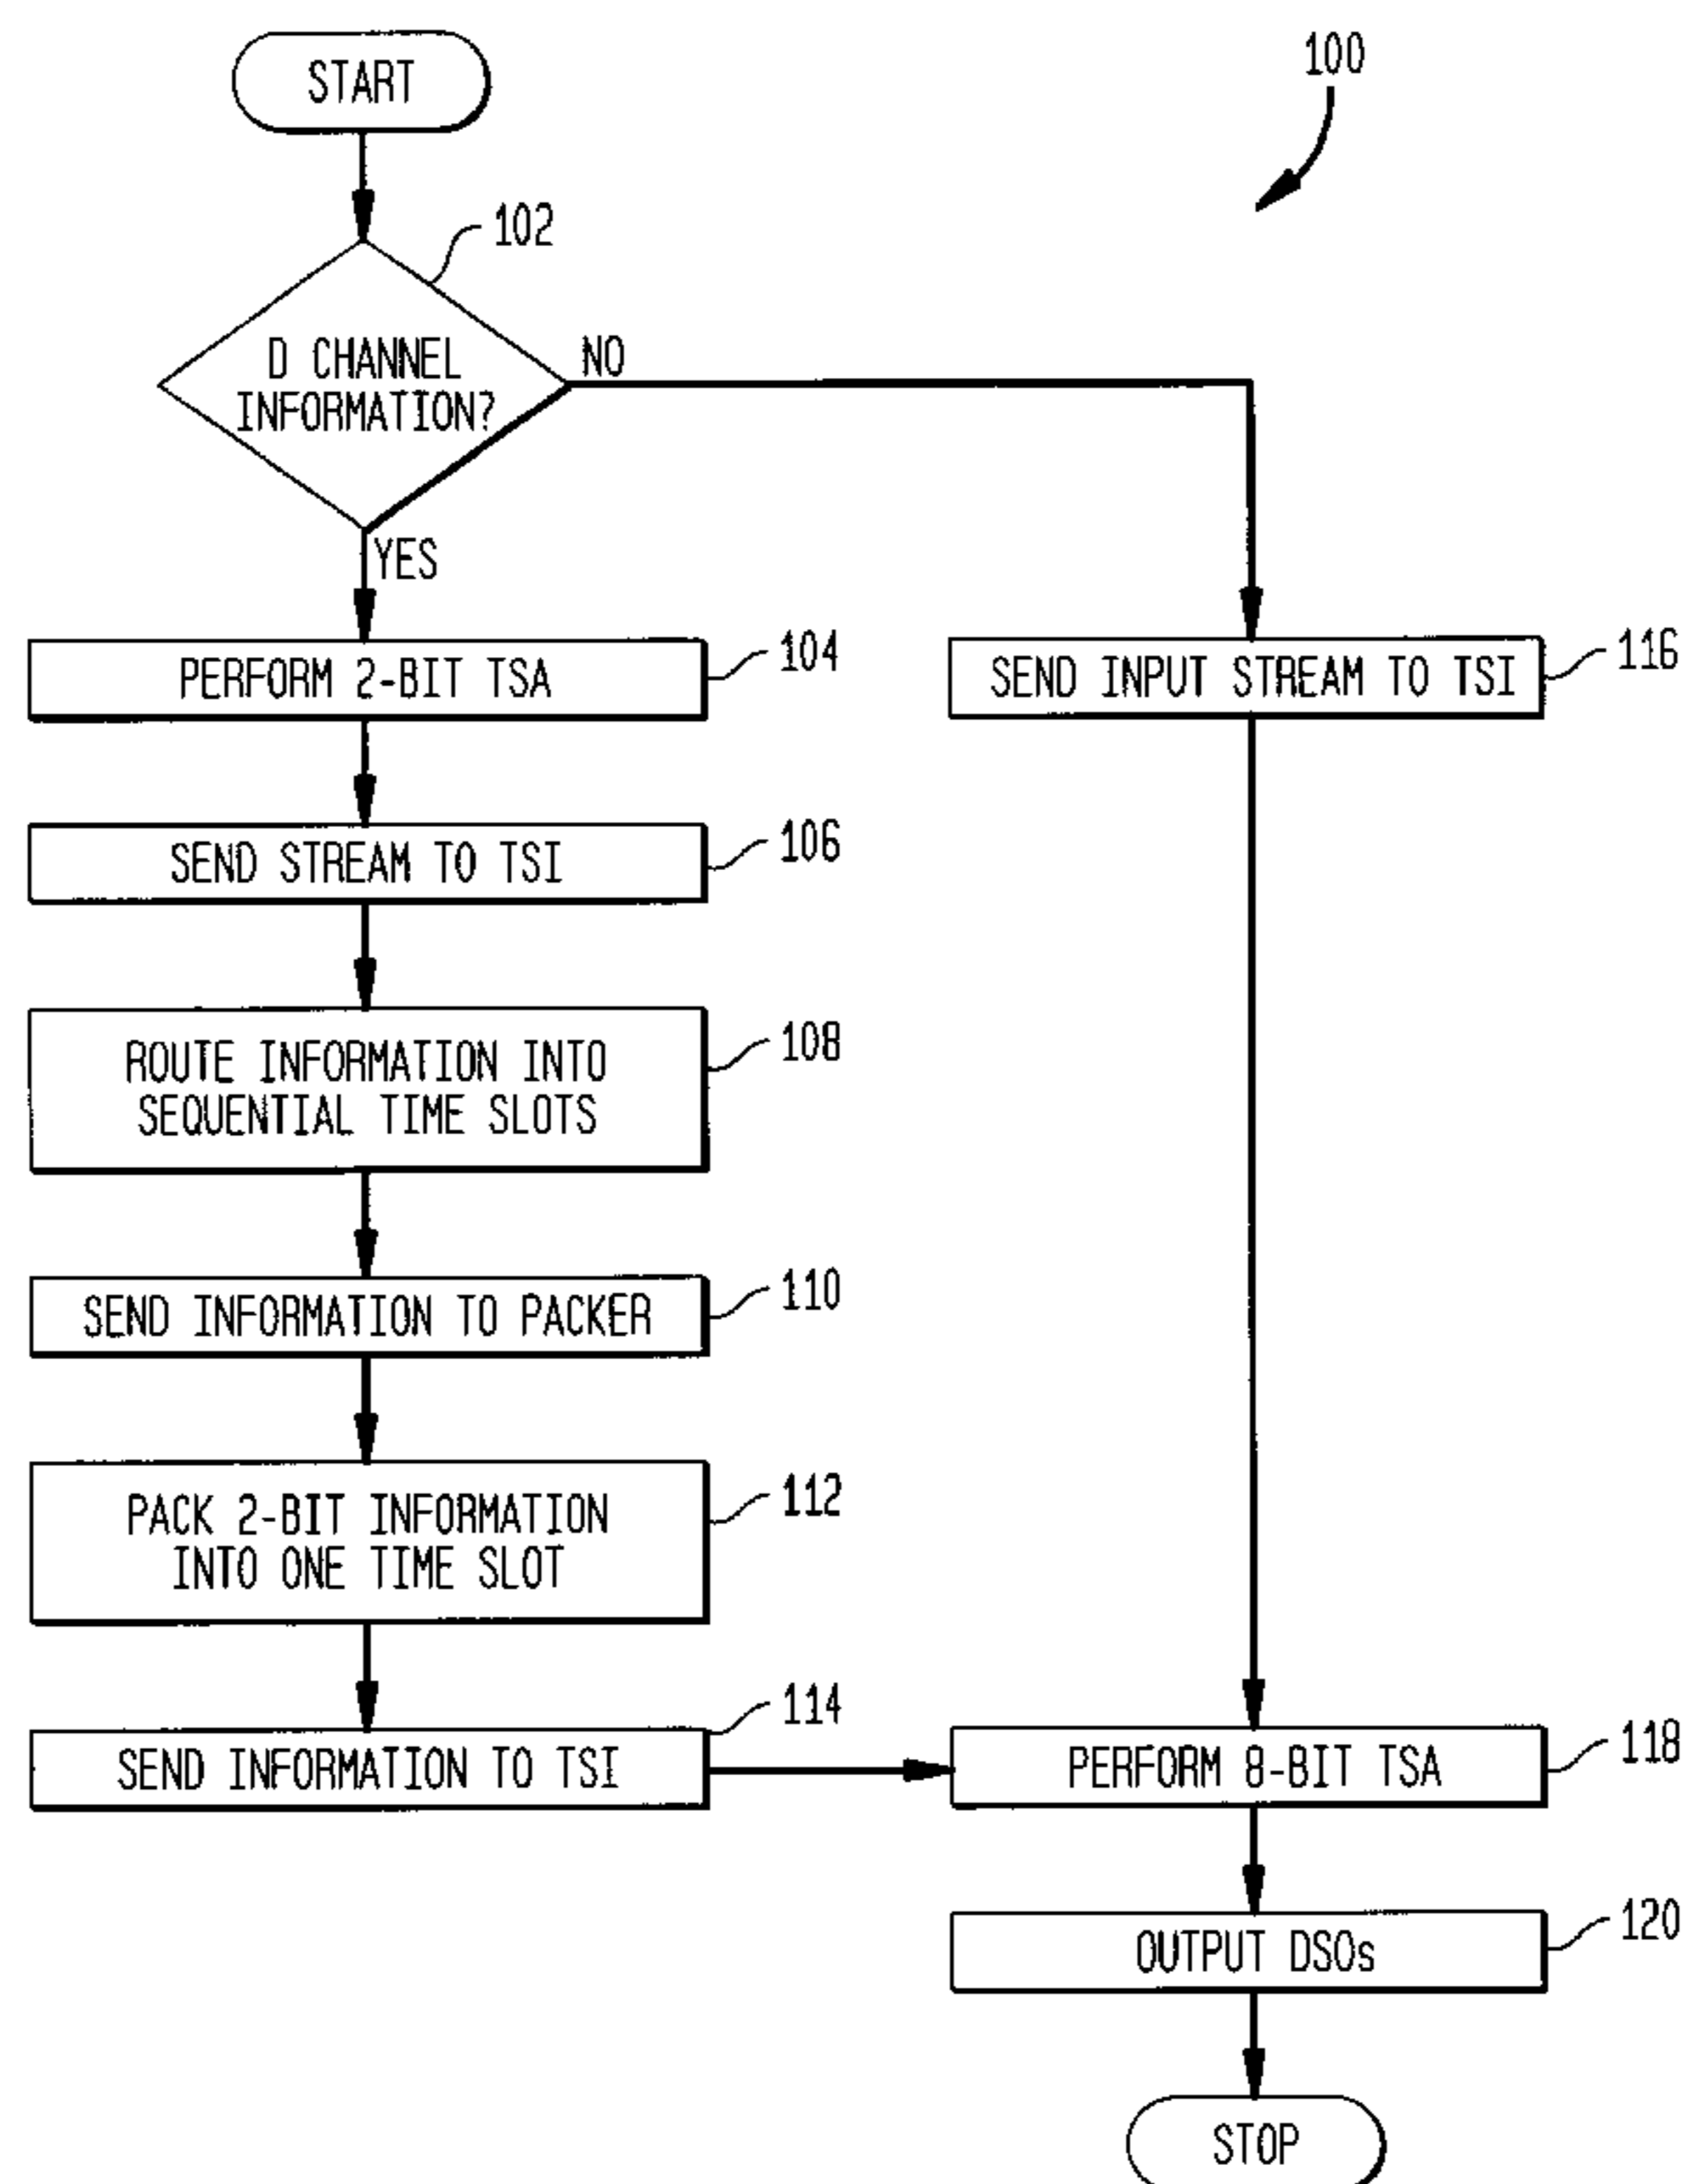 START
100
102
D CHANNEL
INFORMATION?
NO
YES
PERFORM 2-BIT TSA
104
SEND STREAM TO TSI
106
ROUTE INFORMATION INTO
SEQUENTIAL TIME SLOTS
108
SEND INFORMATION TO PACKER
110
PACK 2-BIT INFORMATION
INTO ONE TIME SLOT
112
SEND INFORMATION TO TSI
114
SEND INPUT STREAM TO TSI
116
PERFORM 8-BIT TSA
118
OUTPUT DSOs
120
STOP